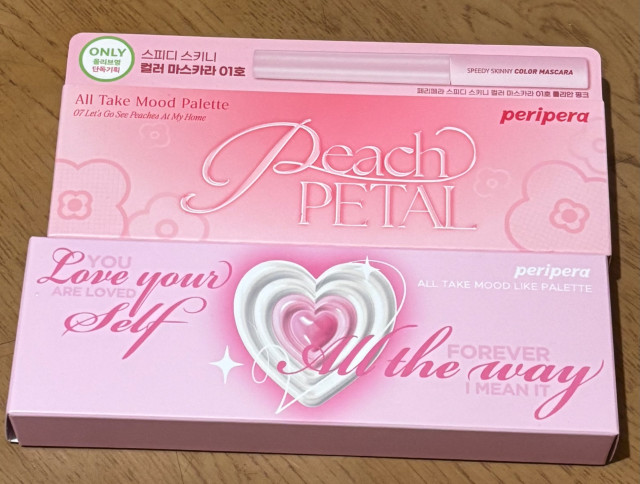 ONLY
올리브영
단독기획
스피디 스키니
컬러 마스카라 01호
SPEEDY SKINNY COLOR MASCARA
페리페라 스피디 스키니 컬러 마스카라 01호 율리안 핑크
All Take Mood Palette
07 Let's Go See Peaches At My Home
peripera
Peach
PETAL
YOU
Love your
ARE LOVED
Self
peripera
ALL TAKE MOOD LIKE PALETTE
All the way
FOREVER
I MEAN IT